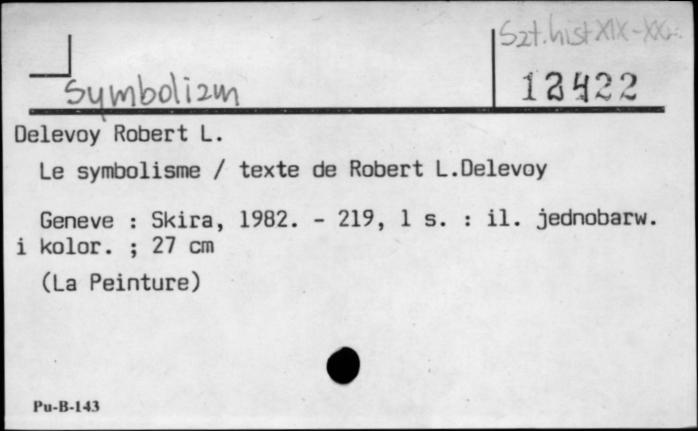 Szt. hist XIX-XX w.
Symbolizm
12422
Delevoy Robert L.
Le symbolisme / texte de Robert L.Delevoy
Geneve : Skira, 1982. - 219, 1 s. : il. jednobarw.
i kolor. ; 27 cm
(La Peinture)
Pu-B-143